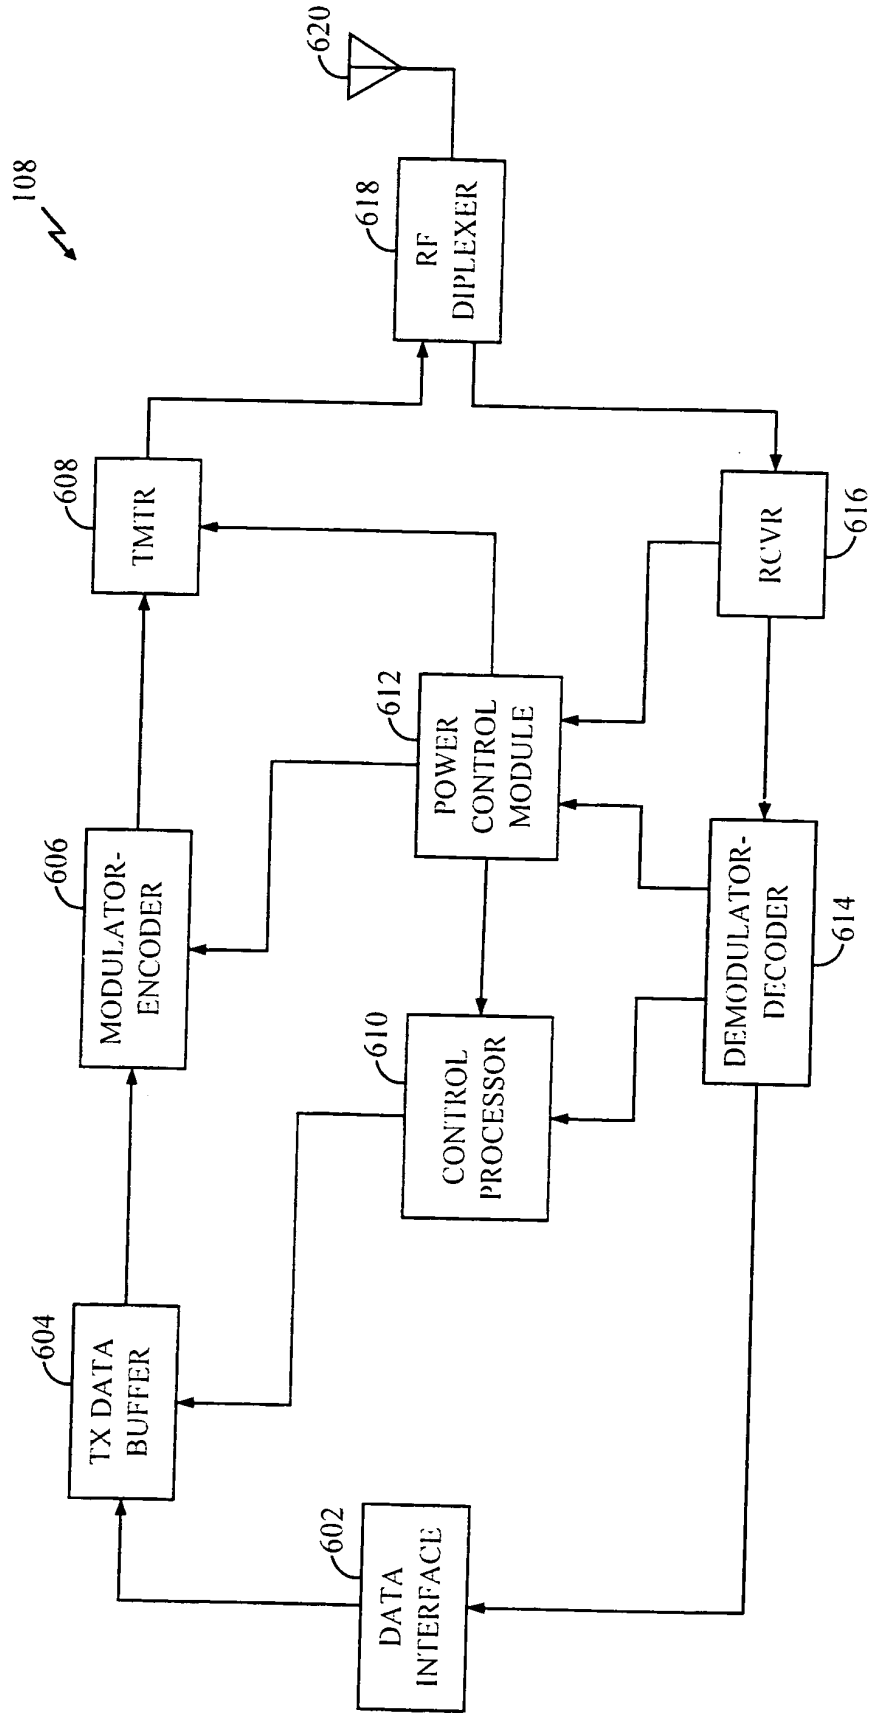 108
620
618
RF
DIPLEXER
608
TMTR
616
RCVR
612
POWER
CONTROL
MODULE
606
MODULATOR-
ENCODER
614
DEMODULATOR-
DECODER
610
CONTROL
PROCESSOR
604
TX DATA
BUFFER
602
DATA
INTERFACE